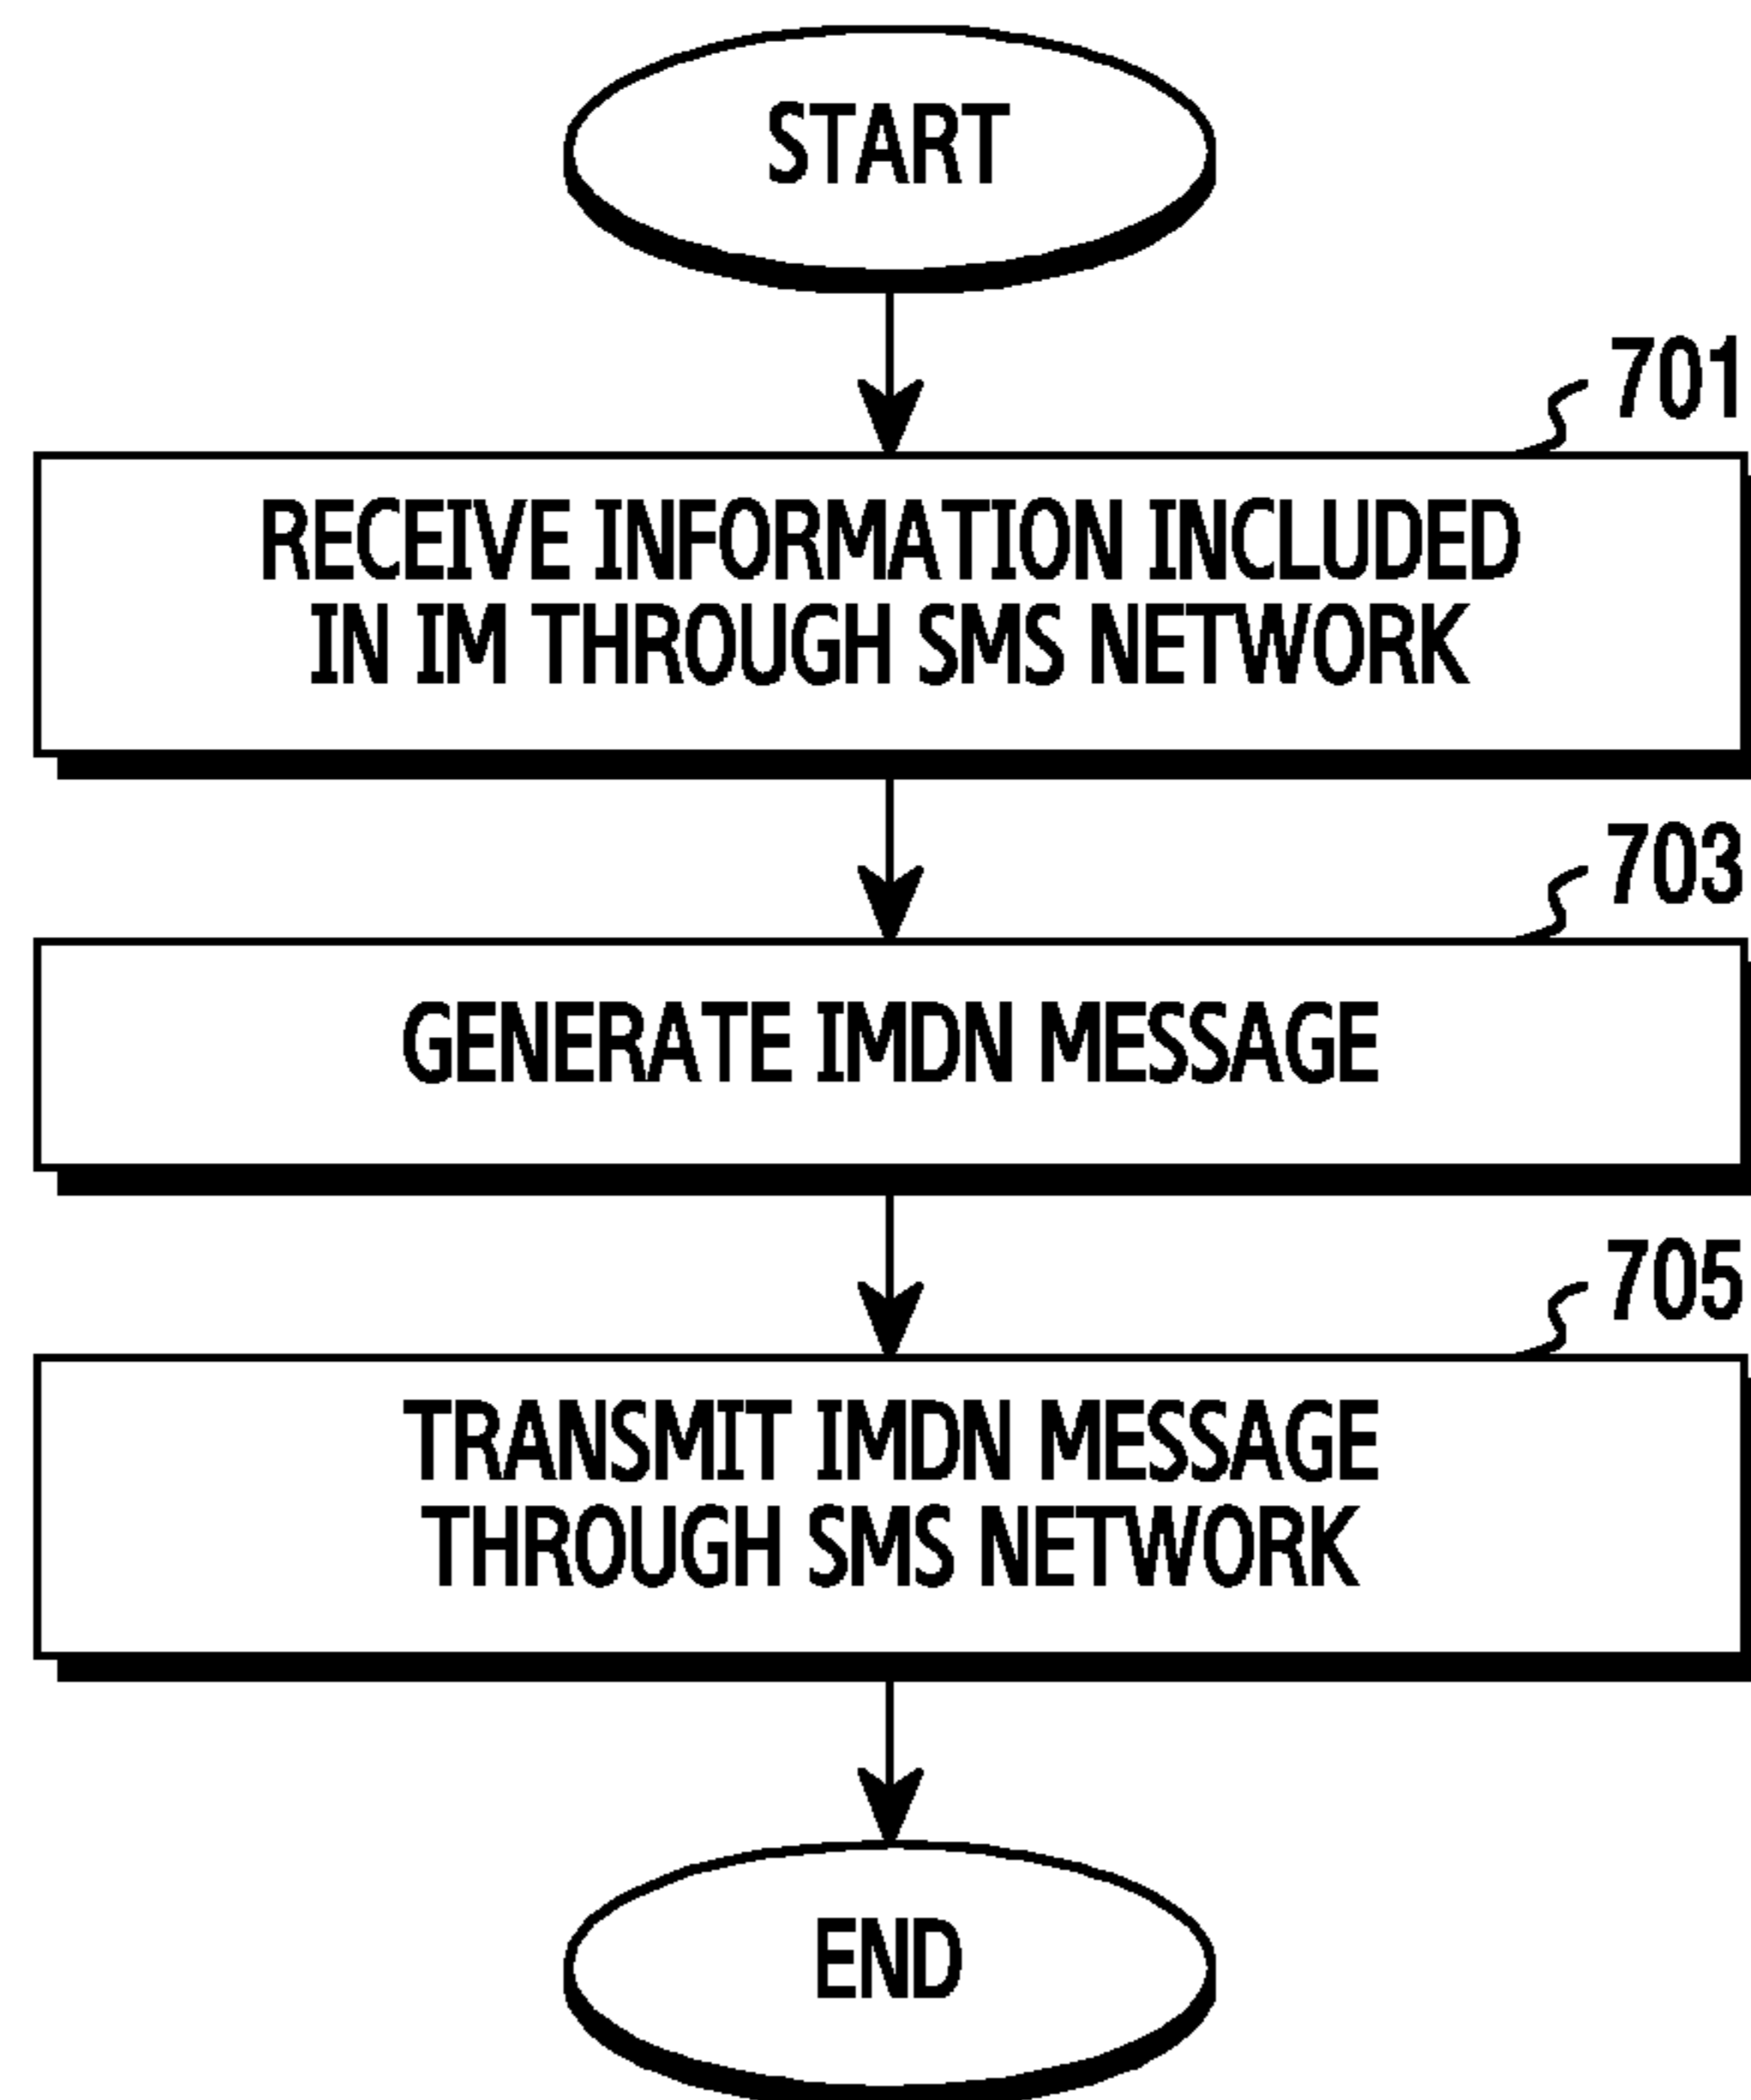 START
701
RECEIVE INFORMATION INCLUDED
IN IM THROUGH SMS NETWORK
703
GENERATE IMDN MESSAGE
705
TRANSMIT IMDN MESSAGE
THROUGH SMS NETWORK
END